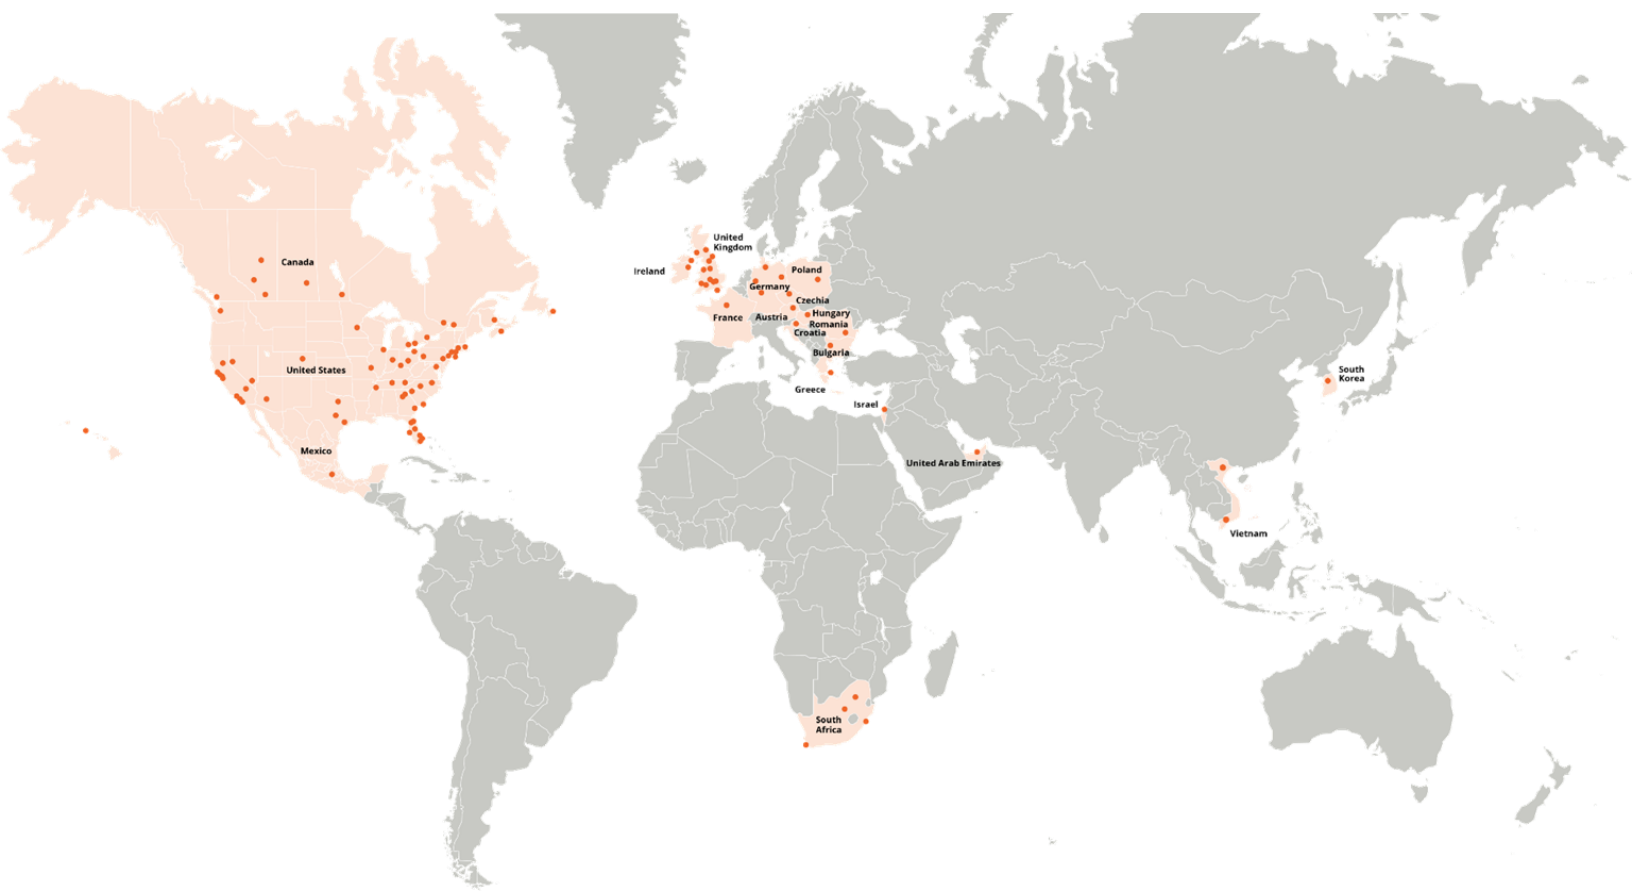 United
Kingdom
Canada
Ireland
Poland
Germany
Czechia
Hungary
France
Austria
Romania
Croatia
Bulgaria
United States
South
Korea
Greece
Israel
Mexico
United Arab Emirates
Vietnam
South
Africa